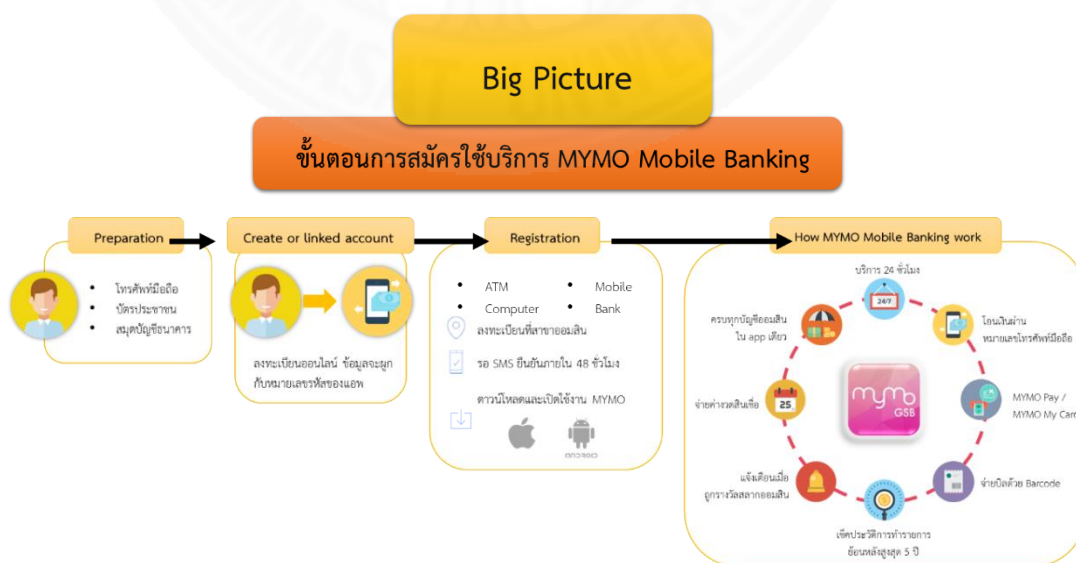 Big Picture
ขั้นตอนการสมัครใช้บริการ MYMO Mobile Banking
Preparation
• โทรศัพท์มือถือ
• บัตรประชาชน
• สมุดบัญชีธนาคาร
Create or linked account
ลงทะเบียนออนไลน์ ข้อมูลจะผูก
กับหมายเลขรหัสของแอพ
Registration
• ATM
• Computer
• Mobile
• Bank
ลงทะเบียนที่สาขาออมสิน
รอ SMS ยืนยันภายใน 48 ชั่วโมง
ดาวน์โหลดและเปิดใช้งาน MYMO
ANDROID
How MYMO Mobile Banking work
บริการ 24 ชั่วโมง
24/7
โอนเงินผ่าน
หมายเลขโทรศัพท์มือถือ
MYMO Pay /
MYMO My Card
จ่ายบิลด้วย Barcode
เช็คประวัติการทำรายการ
ย้อนหลังสูงสุด 5 ปี
แจ้งเตือนเมื่อ
ถูกรางวัลสลากออมสิน
จ่ายค่างวดสินเชื่อ
25
ครบทุกบัญชีออมสิน
ใน app เดียว
mymo
GSB